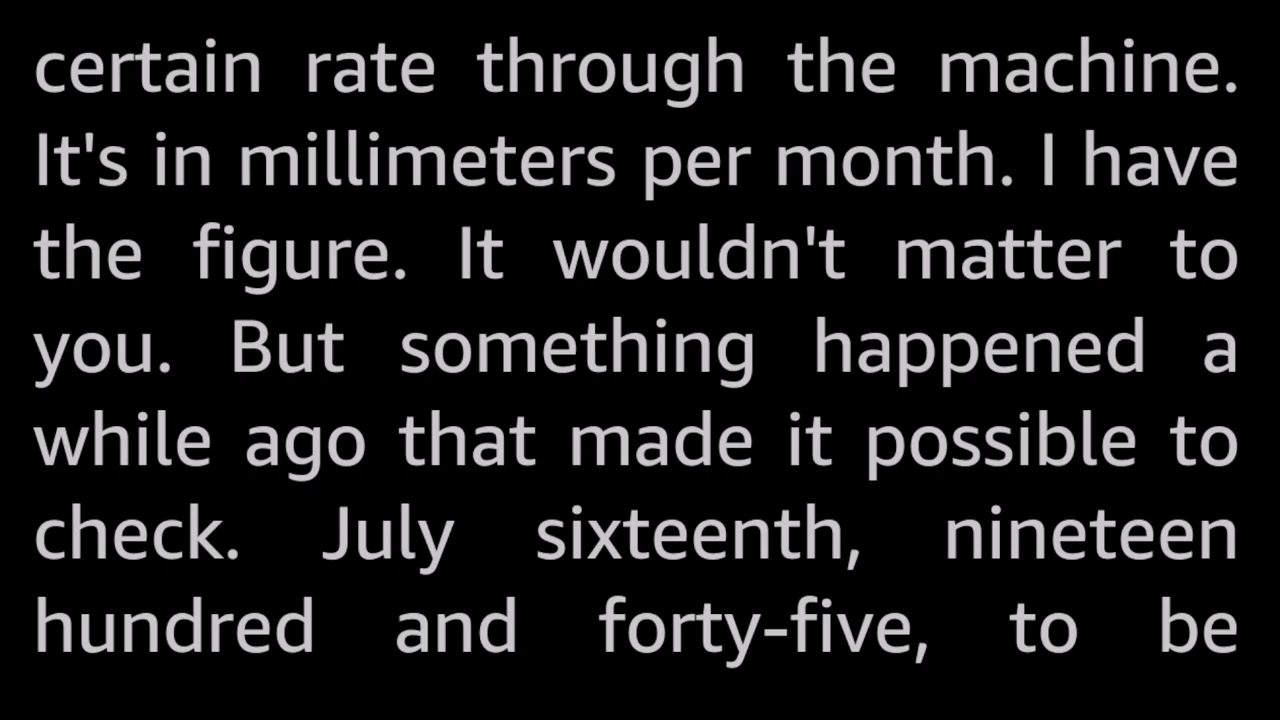 certain rate through the machine.
It's in millimeters per month. I have
the figure. It wouldn't matter to
you. But something happened a
while ago that made it possible to
check. July sixteenth, nineteen
hundred and forty-five, to be